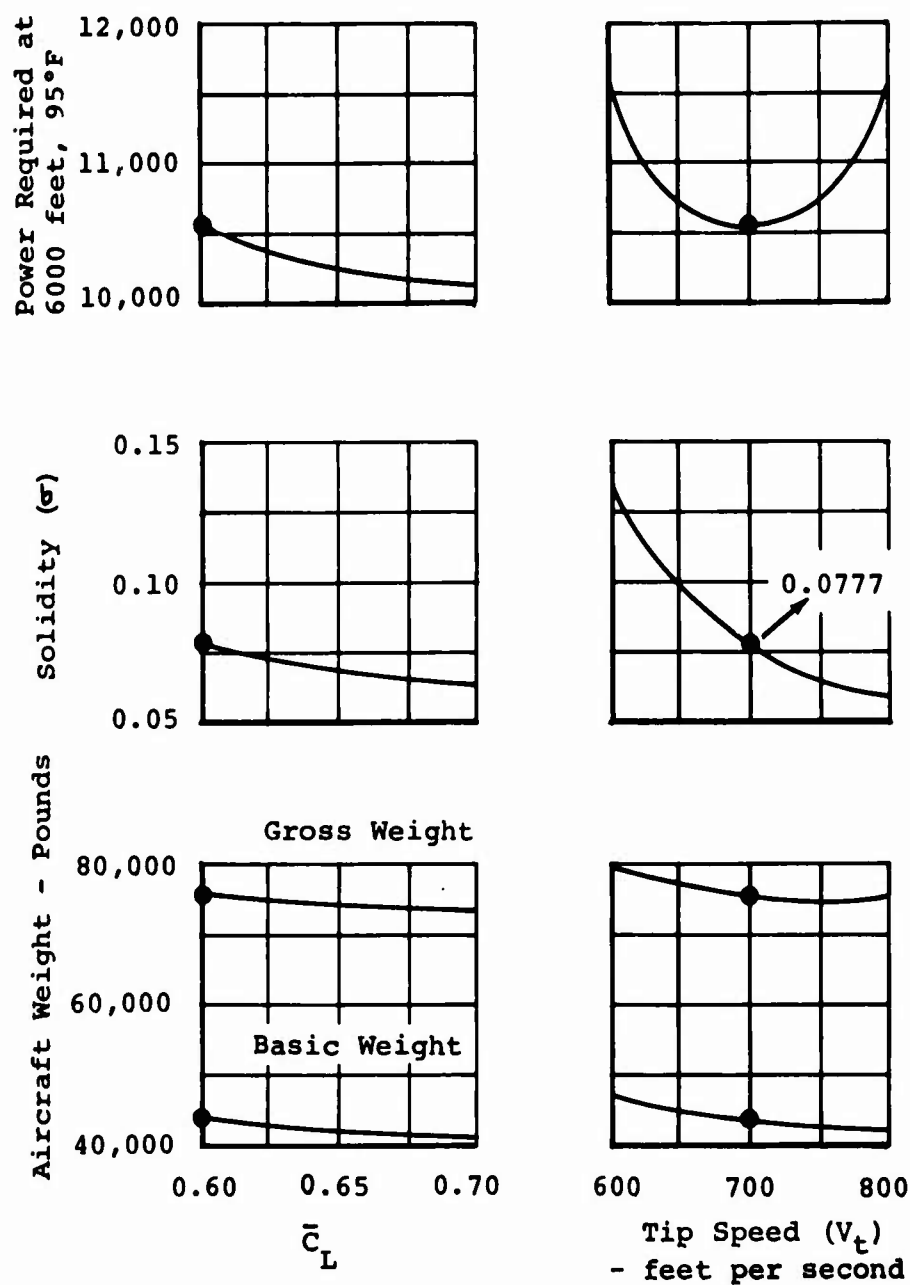 Power Required at
6000 feet, 95°F
12,000
11,000
10,000
Solidity (σ)
0.15
0.10
0.05
0.0777
Aircraft Weight - Pounds
Gross Weight
80,000
60,000
Basic Weight
40,000
0.60 0.65 0.70
C̄L
600 700 800
Tip Speed (Vt)
- feet per second